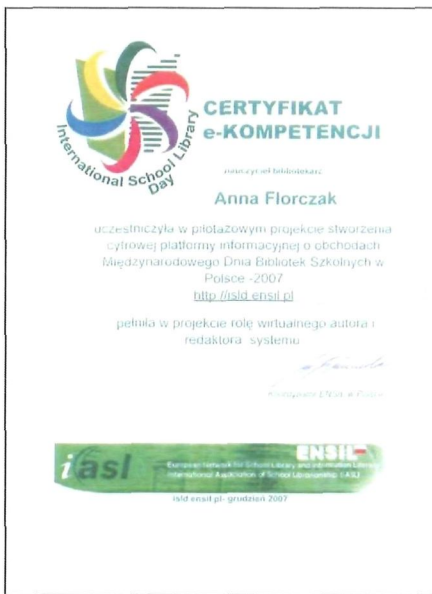 International School Library Day
CERTYFIKAT
e-KOMPETENCJI
nauczyciel bibliotekarz
Anna Florczak
uczestniczyła w pilotażowym projekcie stworzenia
cyfrowej platformy informacyjnej o obchodach
Międzynarodowego Dnia Bibliotek Szkolnych w
Polsce -2007
http://isld.ensil.pl
pełniła w projekcie rolę wirtualnego autora i
redaktora systemu
ENSIL
iasl
European Network for School Library and Information
International Association of School Librarianship (IASL)
isld.ensil.pl- grudzień 2007